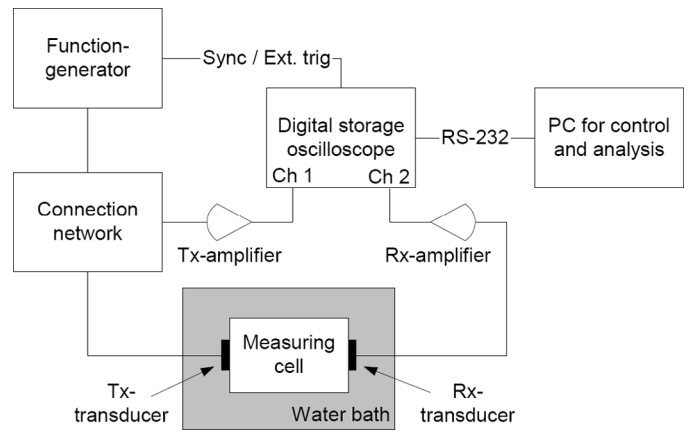 Function-
generator
Sync / Ext. trig
Digital storage
oscilloscope
Ch 1
Ch 2
RS-232
PC for control
and analysis
Connection
network
Tx-amplifier
Rx-amplifier
Measuring
cell
Tx-
transducer
Rx-
transducer
Water bath